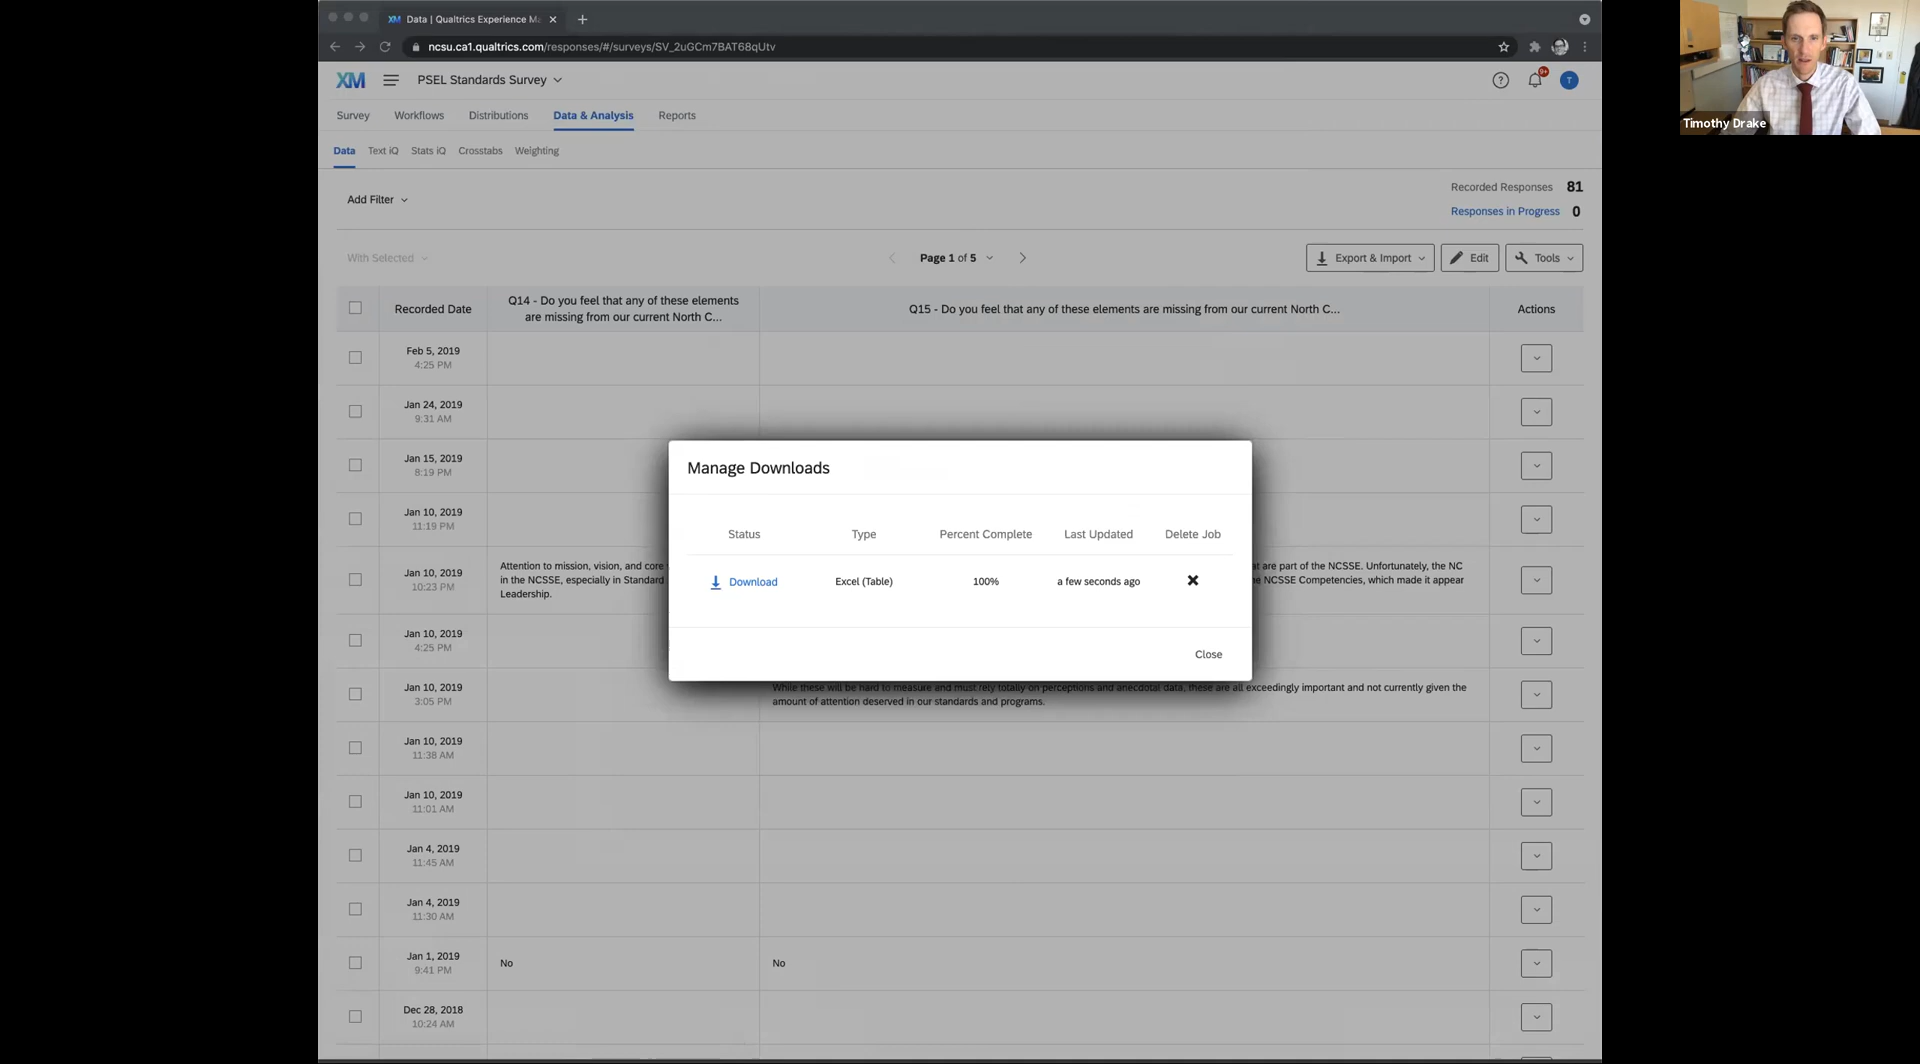 Data | Qualtrics Experience Ma
ncsu.ca1.qualtrics.com/responses/#/surveys/SV_2uGCm7BAT68qUtv
XM PSEL Standards Survey
? 9+ T
Survey Workflows Distributions Data & Analysis Reports
Data Text iQ Stats iQ Crosstabs Weighting
Add Filter
Recorded Responses 81
Responses in Progress 0
With Selected
Page 1 of 5
Export & Import Edit Tools
Recorded Date
Q14 - Do you feel that any of these elements
are missing from our current North C...
Q15 - Do you feel that any of these elements are missing from our current North C...
Actions
Feb 5, 2019
4:25 PM
Jan 24, 2019
9:31 AM
Jan 15, 2019
8:19 PM
Jan 10, 2019
11:19 PM
Jan 10, 2019
10:23 PM
Attention to mission, vision, and core
in the NCSSE, especially in Standard
Leadership.
at are part of the NCSSE. Unfortunately, the NC
e NCSSE Competencies, which made it appear
Manage Downloads
Status Type Percent Complete Last Updated Delete Job
Download Excel (Table) 100% a few seconds ago
Close
Jan 10, 2019
4:25 PM
Jan 10, 2019
3:05 PM
While these will be hard to measure and must rely totally on perceptions and anecdotal data, these are all exceedingly important and not currently given the
amount of attention deserved in our standards and programs.
Jan 10, 2019
11:38 AM
Jan 10, 2019
11:01 AM
Jan 4, 2019
11:45 AM
Jan 4, 2019
11:30 AM
Jan 1, 2019
9:41 PM
No No
Dec 28, 2018
10:24 AM
Timothy Drake